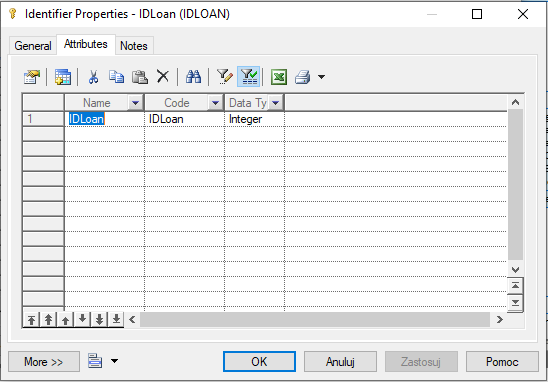 Identifier Properties - IDLoan (IDLOAN)
General Attributes Notes
Name Code Data Ty
1 IDLoan IDLoan Integer
More >> OK Anuluj Zastosuj Pomoc